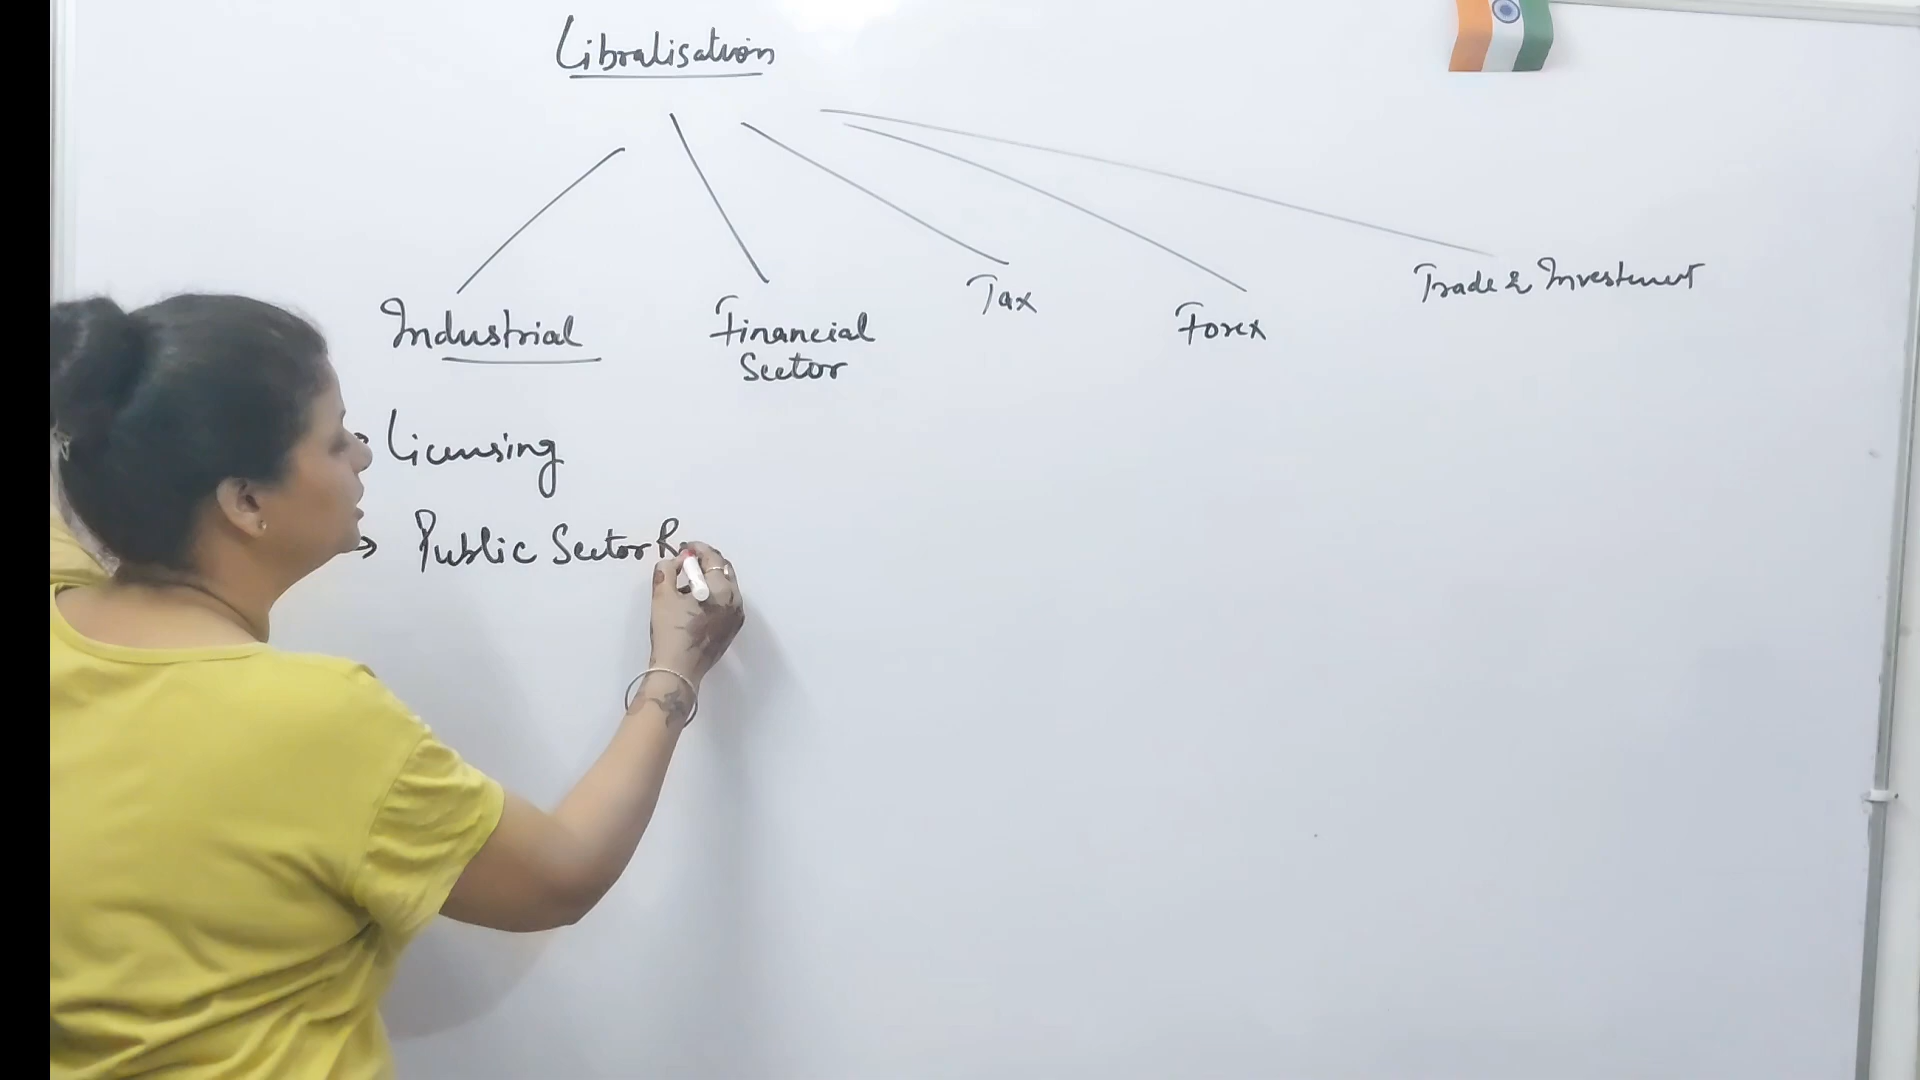 Libralisation
Industrial
Financial
Sector
Tax
Forex
Trade & Investment
→ Licensing
→ Public Sector R